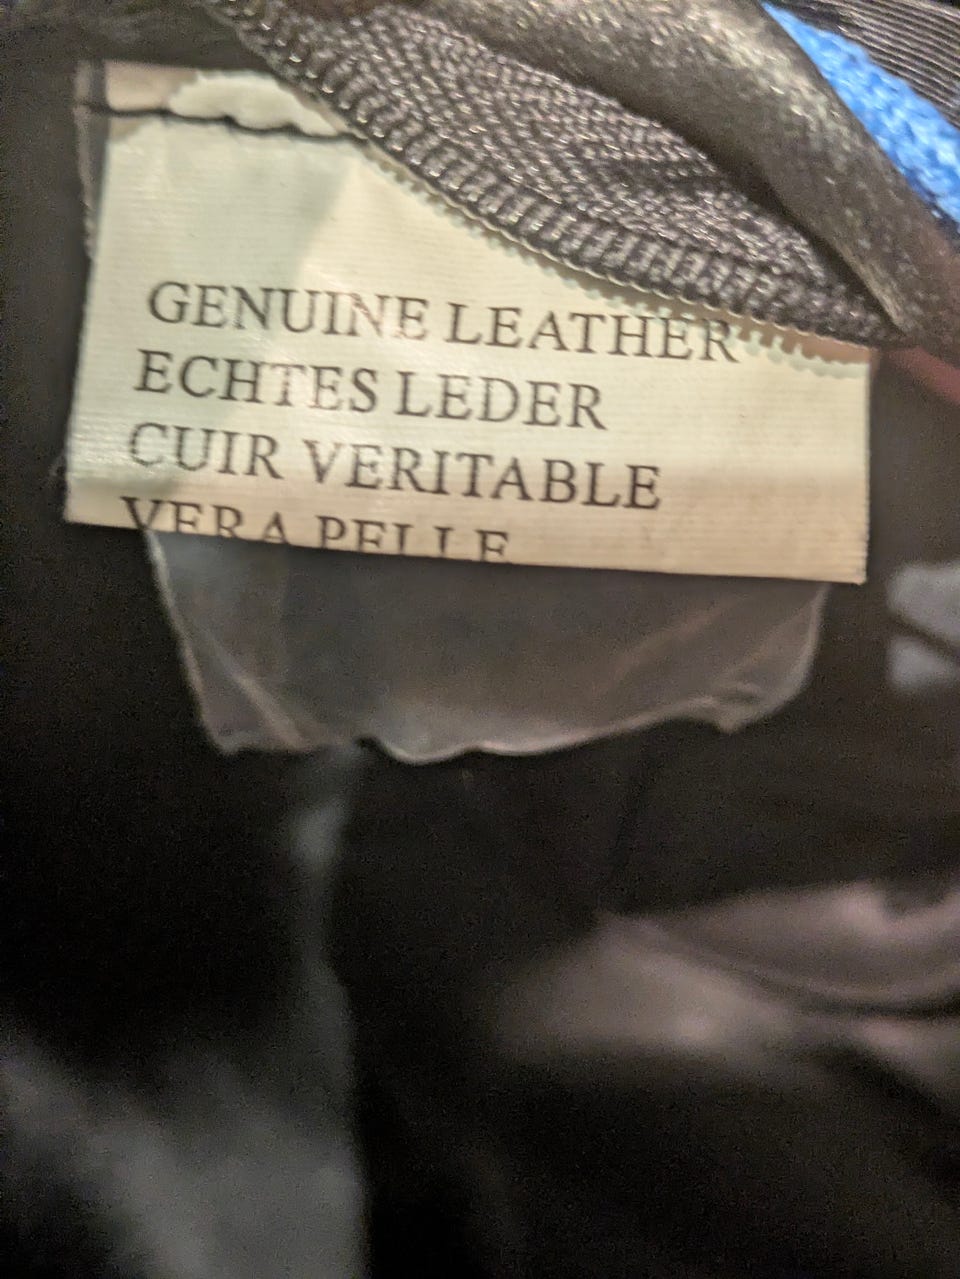 GENUINE LEATHER
ECHTES LEDER
CUIR VERITABLE
VERA PELLE